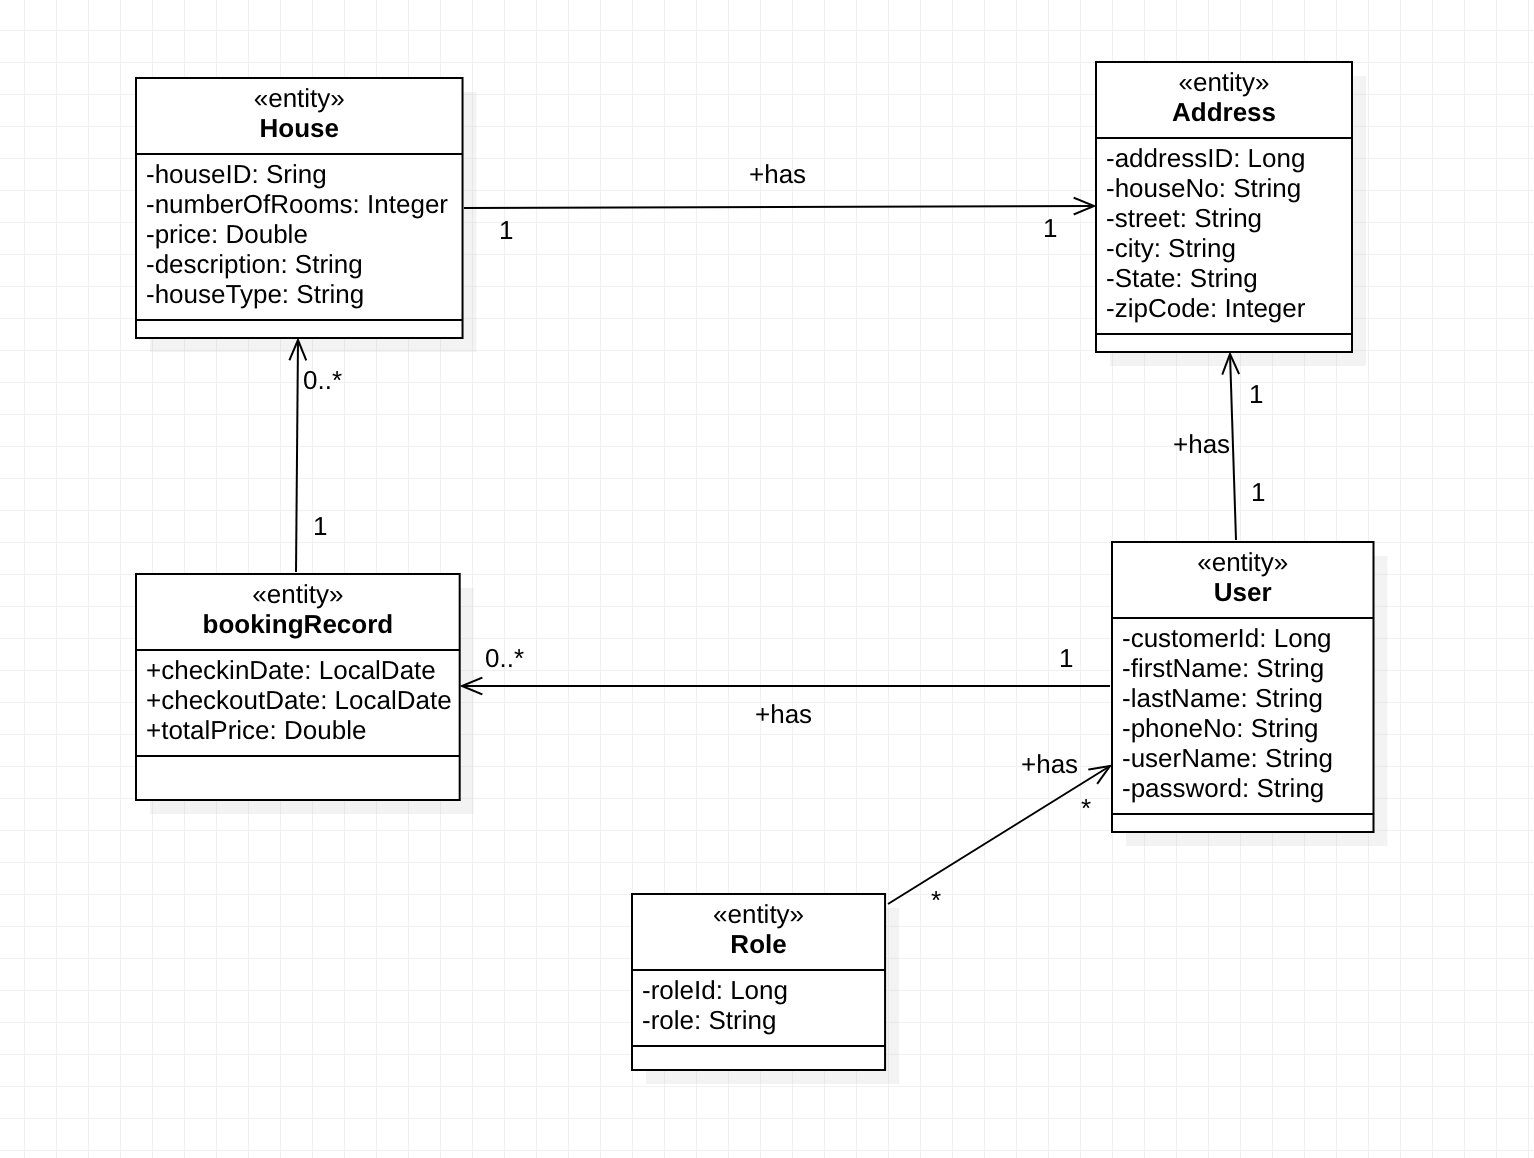 «entity»
House
-houseID: Sring
-numberOfRooms: Integer
-price: Double
-description: String
-houseType: String
+has
1
1
«entity»
Address
-addressID: Long
-houseNo: String
-street: String
-city: String
-State: String
-zipCode: Integer
0..*
1
1
+has
1
«entity»
bookingRecord
+checkinDate: LocalDate
+checkoutDate: LocalDate
+totalPrice: Double
0..*
1
+has
«entity»
User
-customerId: Long
-firstName: String
-lastName: String
-phoneNo: String
-userName: String
-password: String
+has
*
*
«entity»
Role
-roleId: Long
-role: String